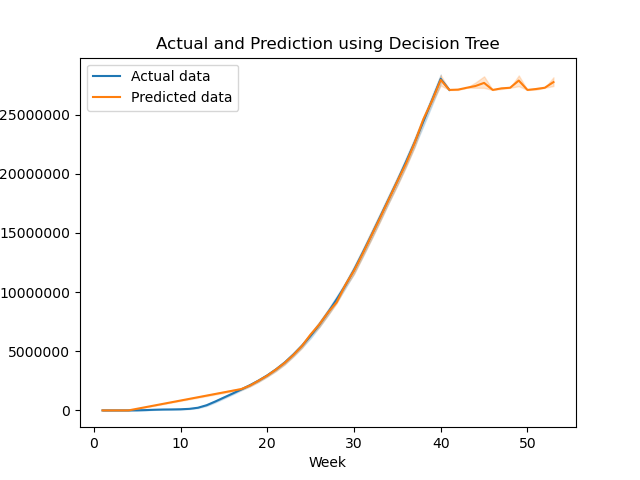 Actual and Prediction using Decision Tree
Actual data
Predicted data
25000000
20000000
15000000
10000000
5000000
0
0 10 20 30 40 50
Week